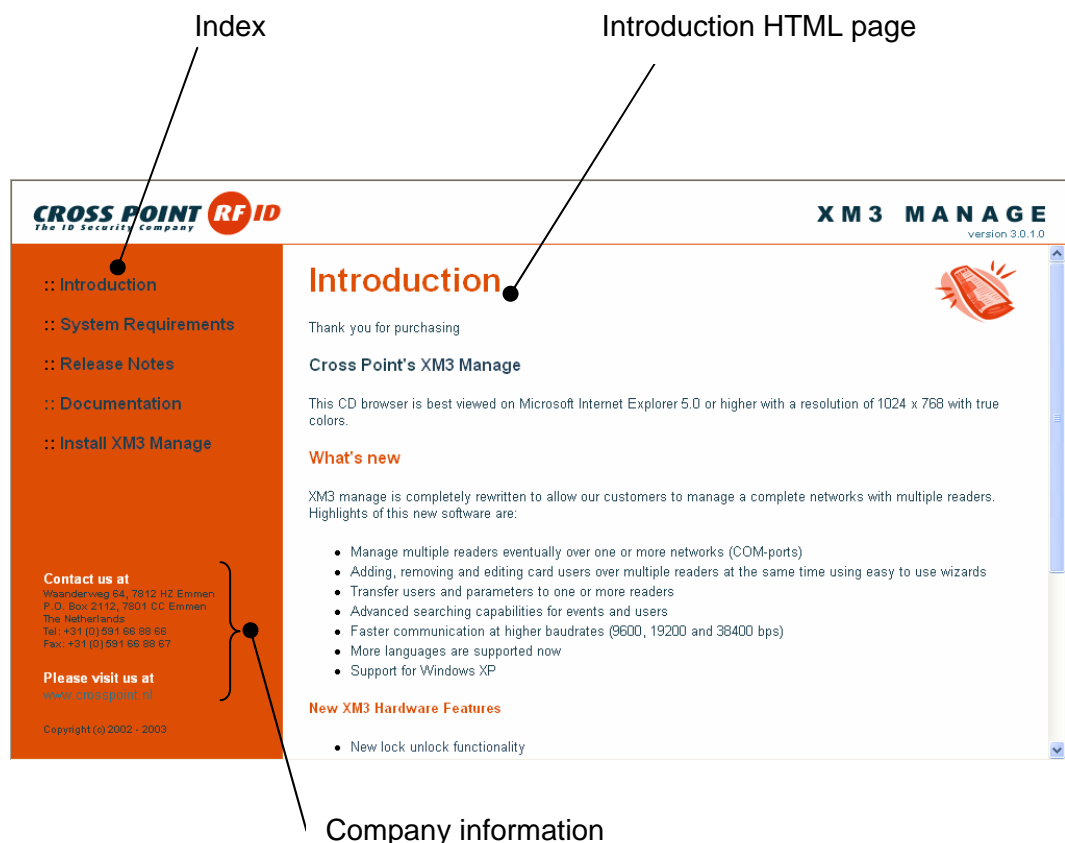 Index
Introduction HTML page
CROSS POINT RF ID
The ID Security Company
XM3 MANAGE
version 3.0.1.0
:: Introduction
:: System Requirements
:: Release Notes
:: Documentation
:: Install XM3 Manage
Contact us at
Waanderweg 64, 7812 HZ Emmen
P.O. Box 2112, 7801 CC Emmen
The Netherlands
Tel: +31 (0) 591 66 88 66
Fax: +31 (0) 591 66 88 67
Please visit us at
www.crosspoint.nl
Copyright (c) 2002 - 2003
Introduction
Thank you for purchasing
Cross Point's XM3 Manage
This CD browser is best viewed on Microsoft Internet Explorer 5.0 or higher with a resolution of 1024 x 768 with true
colors.
What's new
XM3 manage is completely rewritten to allow our customers to manage a complete networks with multiple readers.
Highlights of this new software are:
• Manage multiple readers eventually over one or more networks (COM-ports)
• Adding, removing and editing card users over multiple readers at the same time using easy to use wizards
• Transfer users and parameters to one or more readers
• Advanced searching capabilities for events and users
• Faster communication at higher baudrates (9600, 19200 and 38400 bps)
• More languages are supported now
• Support for Windows XP
New XM3 Hardware Features
• New lock unlock functionality
Company information